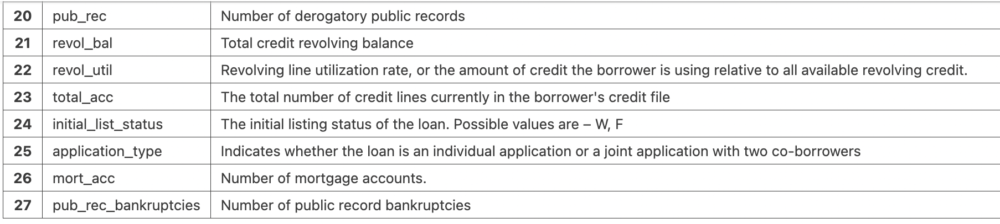 20 pub_rec Number of derogatory public records
21 revol_bal Total credit revolving balance
22 revol_util Revolving line utilization rate, or the amount of credit the borrower is using relative to all available revolving credit.
23 total_acc The total number of credit lines currently in the borrower's credit file
24 initial_list_status The initial listing status of the loan. Possible values are – W, F
25 application_type Indicates whether the loan is an individual application or a joint application with two co-borrowers
26 mort_acc Number of mortgage accounts.
27 pub_rec_bankruptcies Number of public record bankruptcies